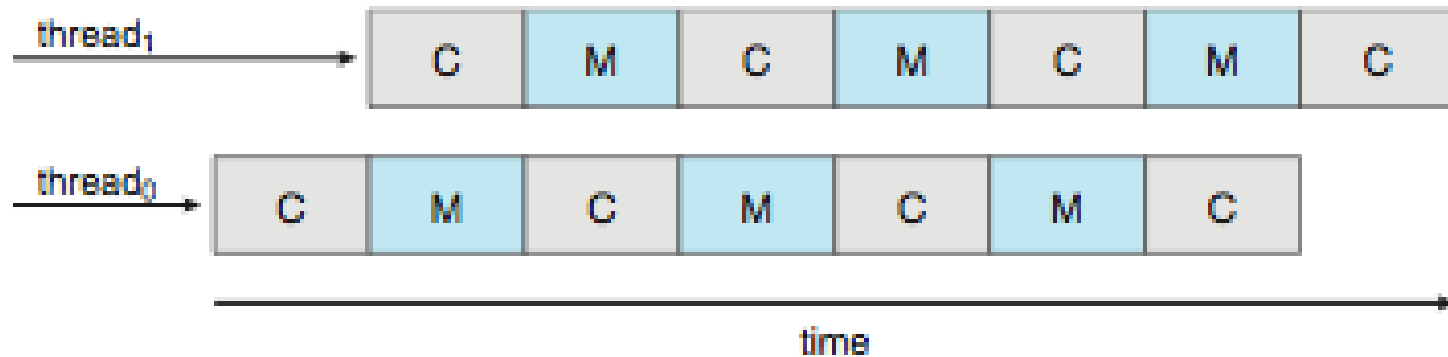 thread₁ C M C M C M C
thread₀ C M C M C M C
time